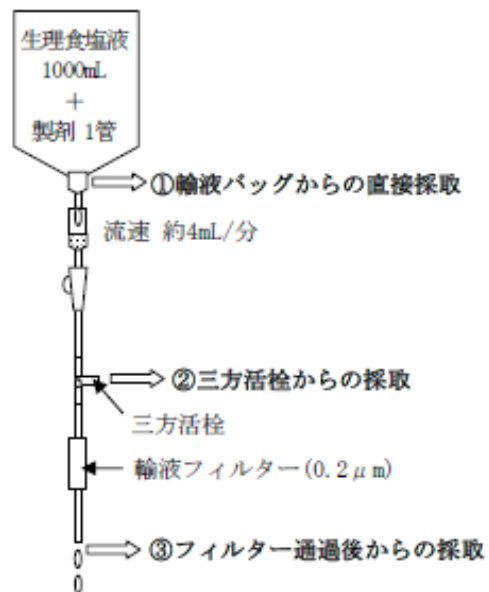 生理食塩液
1000mL
+
製剤 1管
①輸液バッグからの直接採取
流速 約4mL/分
②三方活栓からの採取
三方活栓
輸液フィルター(0.2μm)
③フィルター通過後からの採取